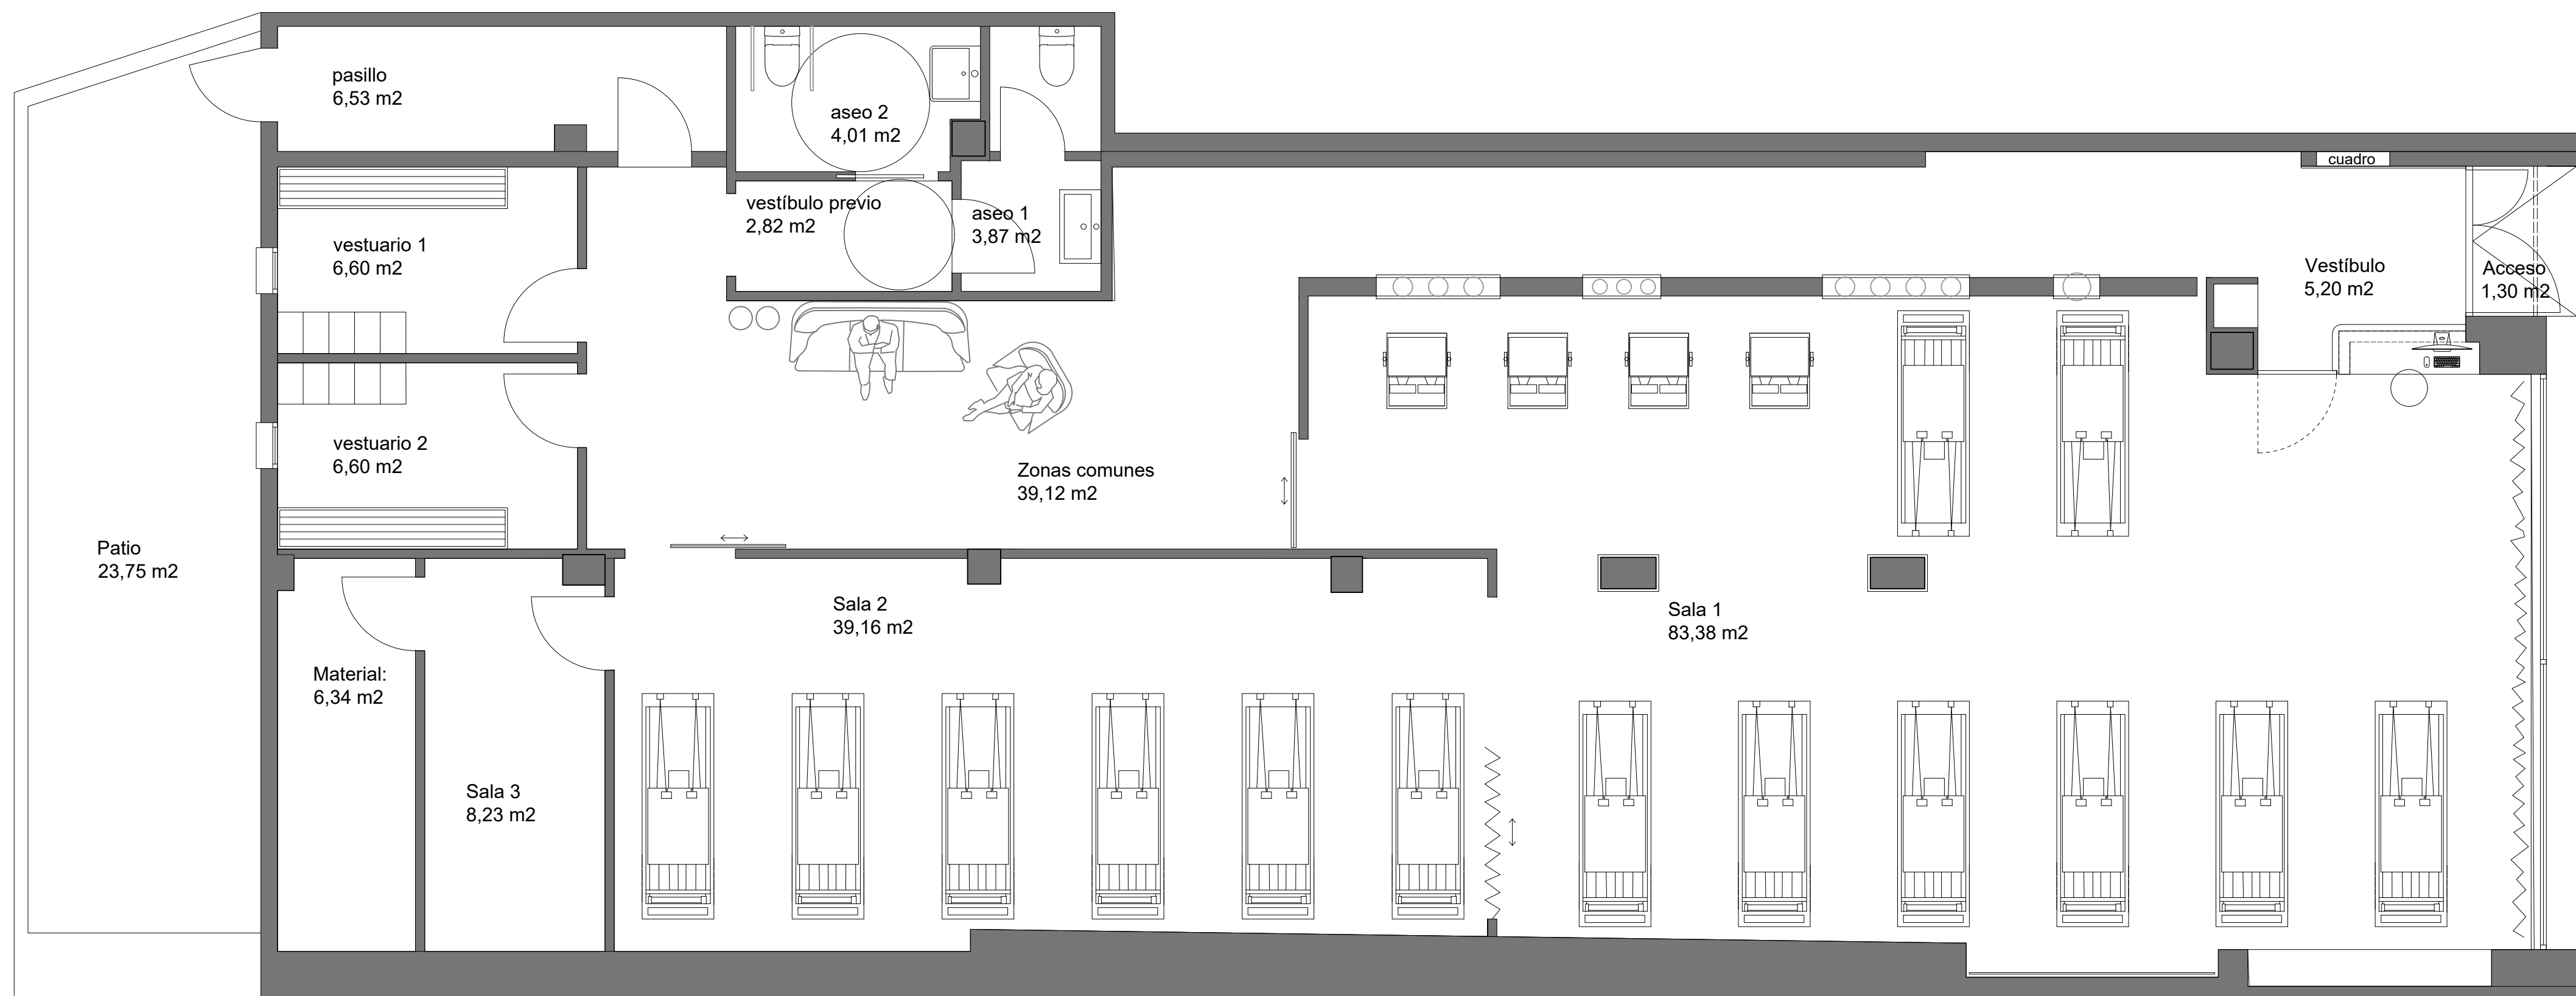 pasillo
6,53 m2
aseo 2
4,01 m2
cuadro
vestíbulo previo
2,82 m2
aseo 1
3,87 m2
vestuario 1
6,60 m2
Vestíbulo
5,20 m2
Acceso
1,30 m2
vestuario 2
6,60 m2
Zonas comunes
39,12 m2
Patio
23,75 m2
Sala 2
39,16 m2
Sala 1
83,38 m2
Material:
6,34 m2
Sala 3
8,23 m2